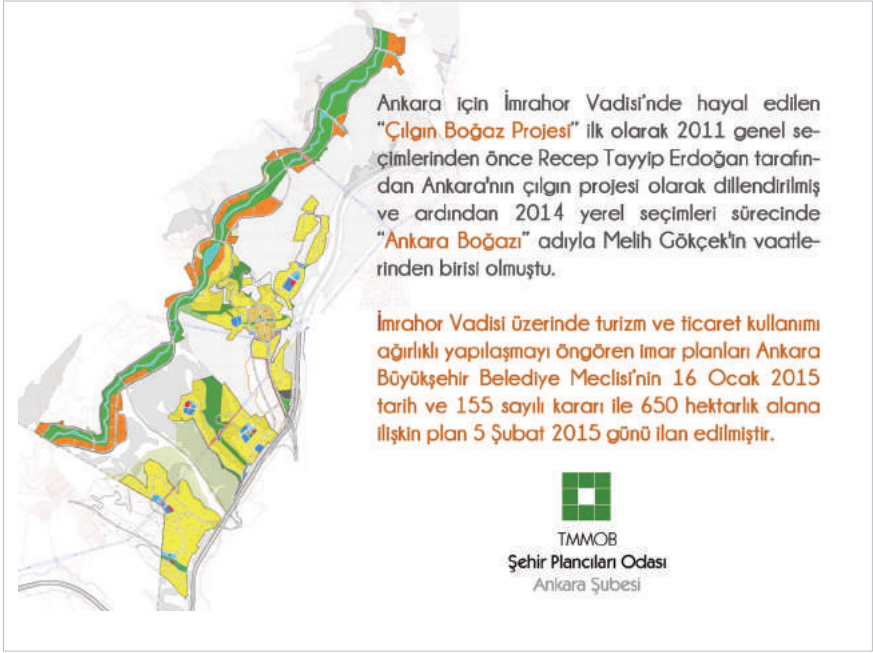 Ankara için İmrahor Vadisi'nde hayal edilen
"Çılgın Boğaz Projesi" ilk olarak 2011 genel se-
çimlerinden önce Recep Tayyip Erdoğan tarafın-
dan Ankara'nın çılgın projesi olarak dillendirilmiş
ve ardından 2014 yerel seçimleri sürecinde
"Ankara Boğazı" adıyla Melih Gökçek'in vaatle-
rinden birisi olmuştu.
İmrahor Vadisi üzerinde turizm ve ticaret kullanımı
ağırlıklı yapılaşmayı öngören imar planları Ankara
Büyükşehir Belediye Meclisi'nin 16 Ocak 2015
tarih ve 155 sayılı kararı ile 650 hektarlık alana
ilişkin plan 5 Şubat 2015 günü ilan edilmiştir.
TMMOB
Şehir Plancıları Odası
Ankara Şubesi